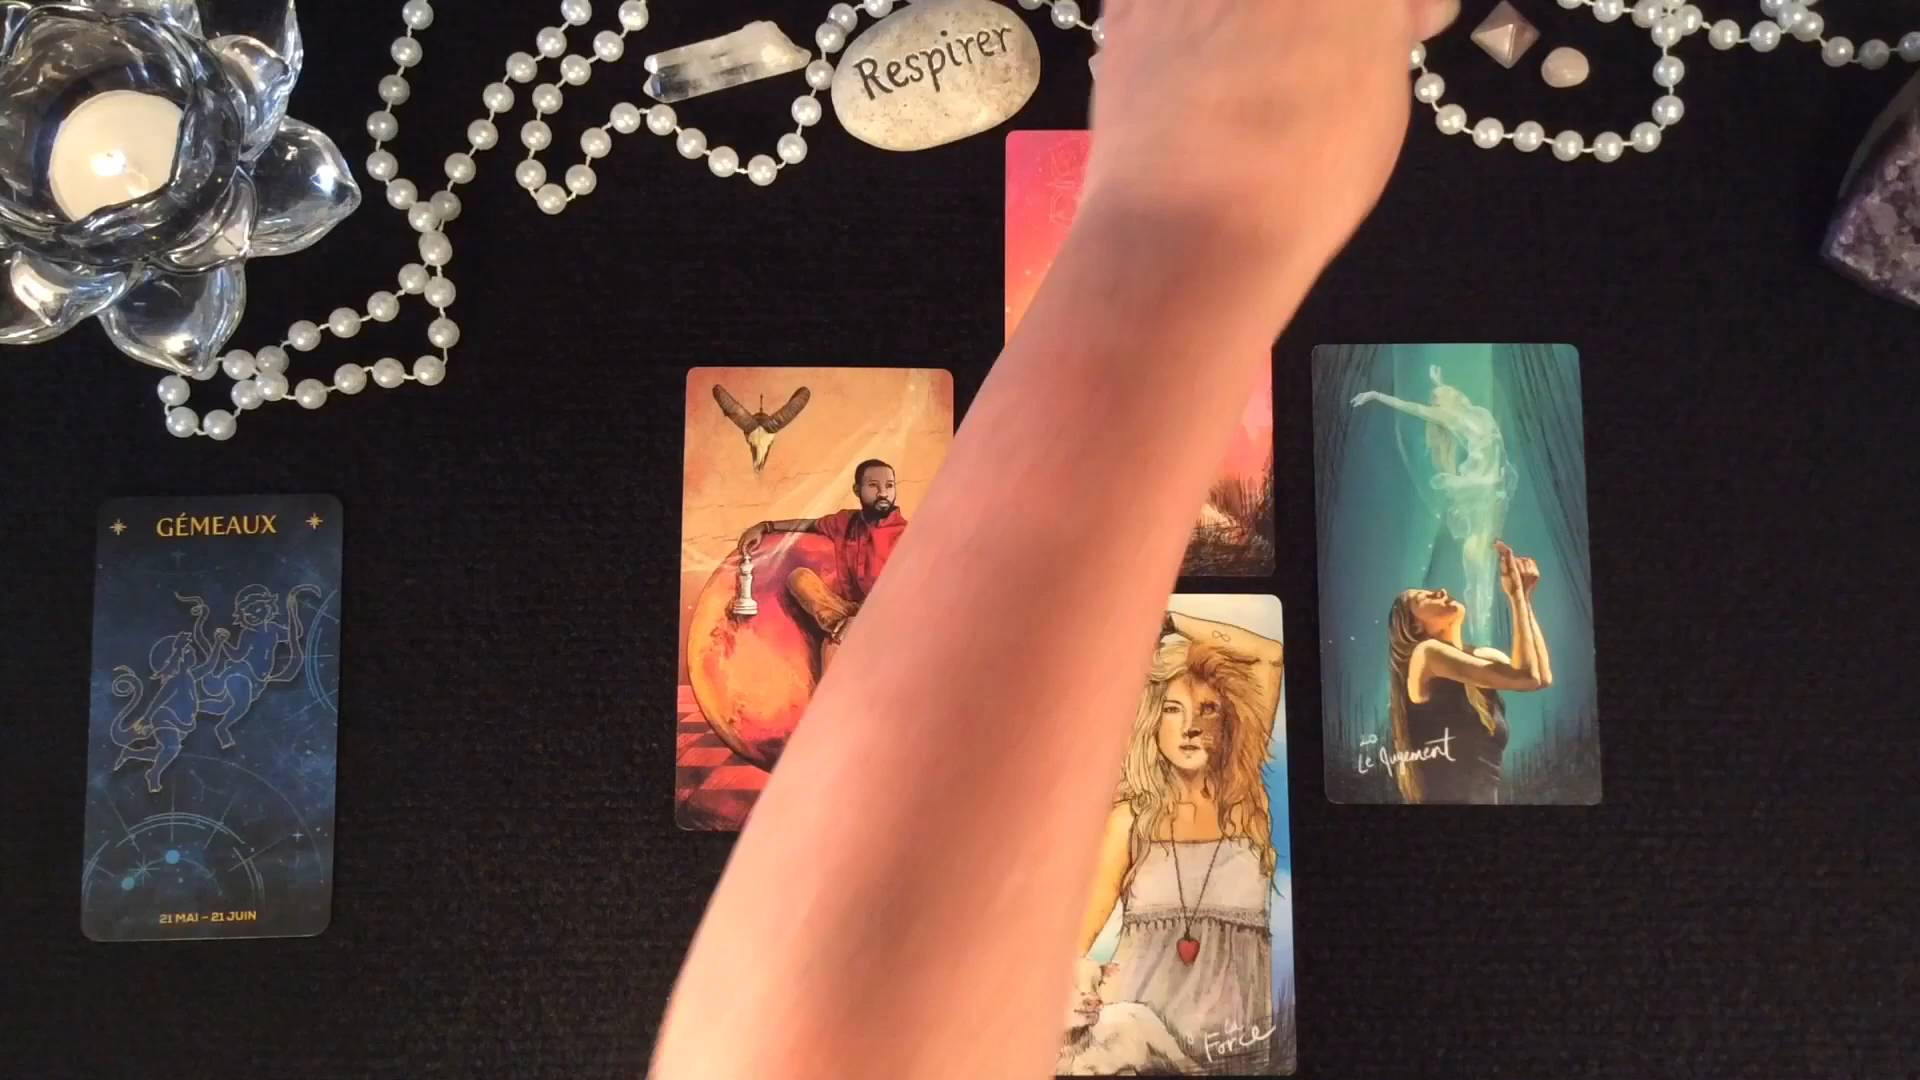 Respirer
GÉMEAUX
21 MAI – 21 JUIN
20
Le Jugement
La
Force